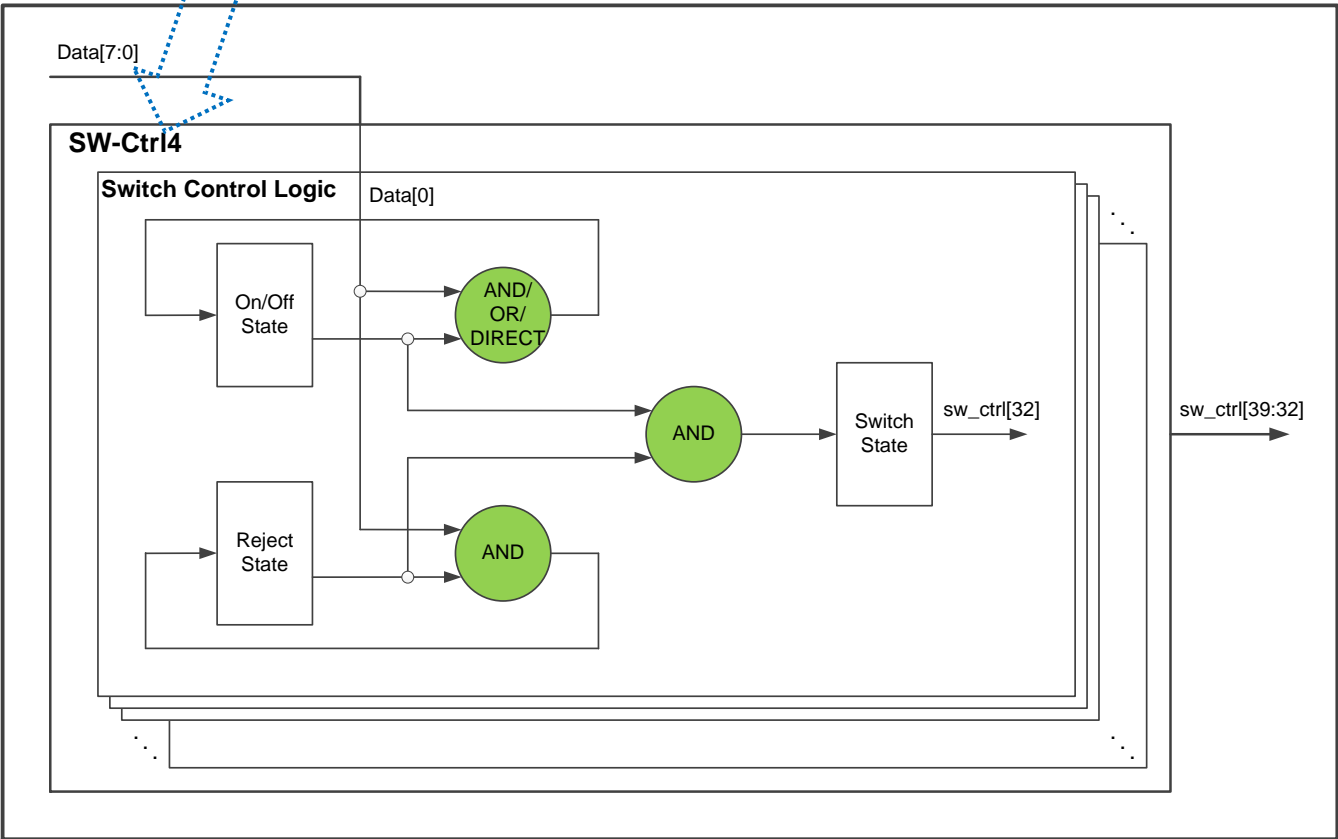 Data[7:0]
SW-Ctrl4
Switch Control Logic
Data[0]
On/Off
State
AND/
OR/
DIRECT
AND
Switch
State
sw_ctrl[32]
sw_ctrl[39:32]
Reject
State
AND